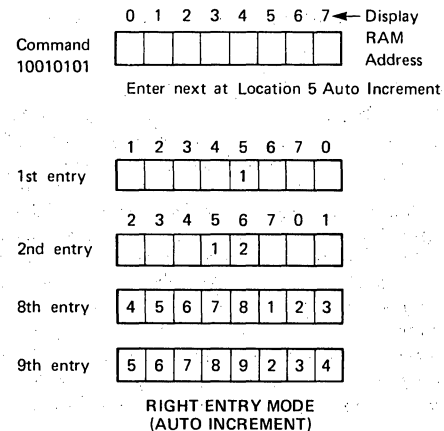 0 1 2 3 4 5 6 7 Display
RAM
Address
Command
10010101
Enter next at Location 5 Auto Increment
1 2 3 4 5 6 7 0
1st entry 1
2 3 4 5 6 7 0 1
2nd entry 1 2
8th entry 4 5 6 7 8 1 2 3
9th entry 5 6 7 8 9 2 3 4
RIGHT ENTRY MODE
(AUTO INCREMENT)